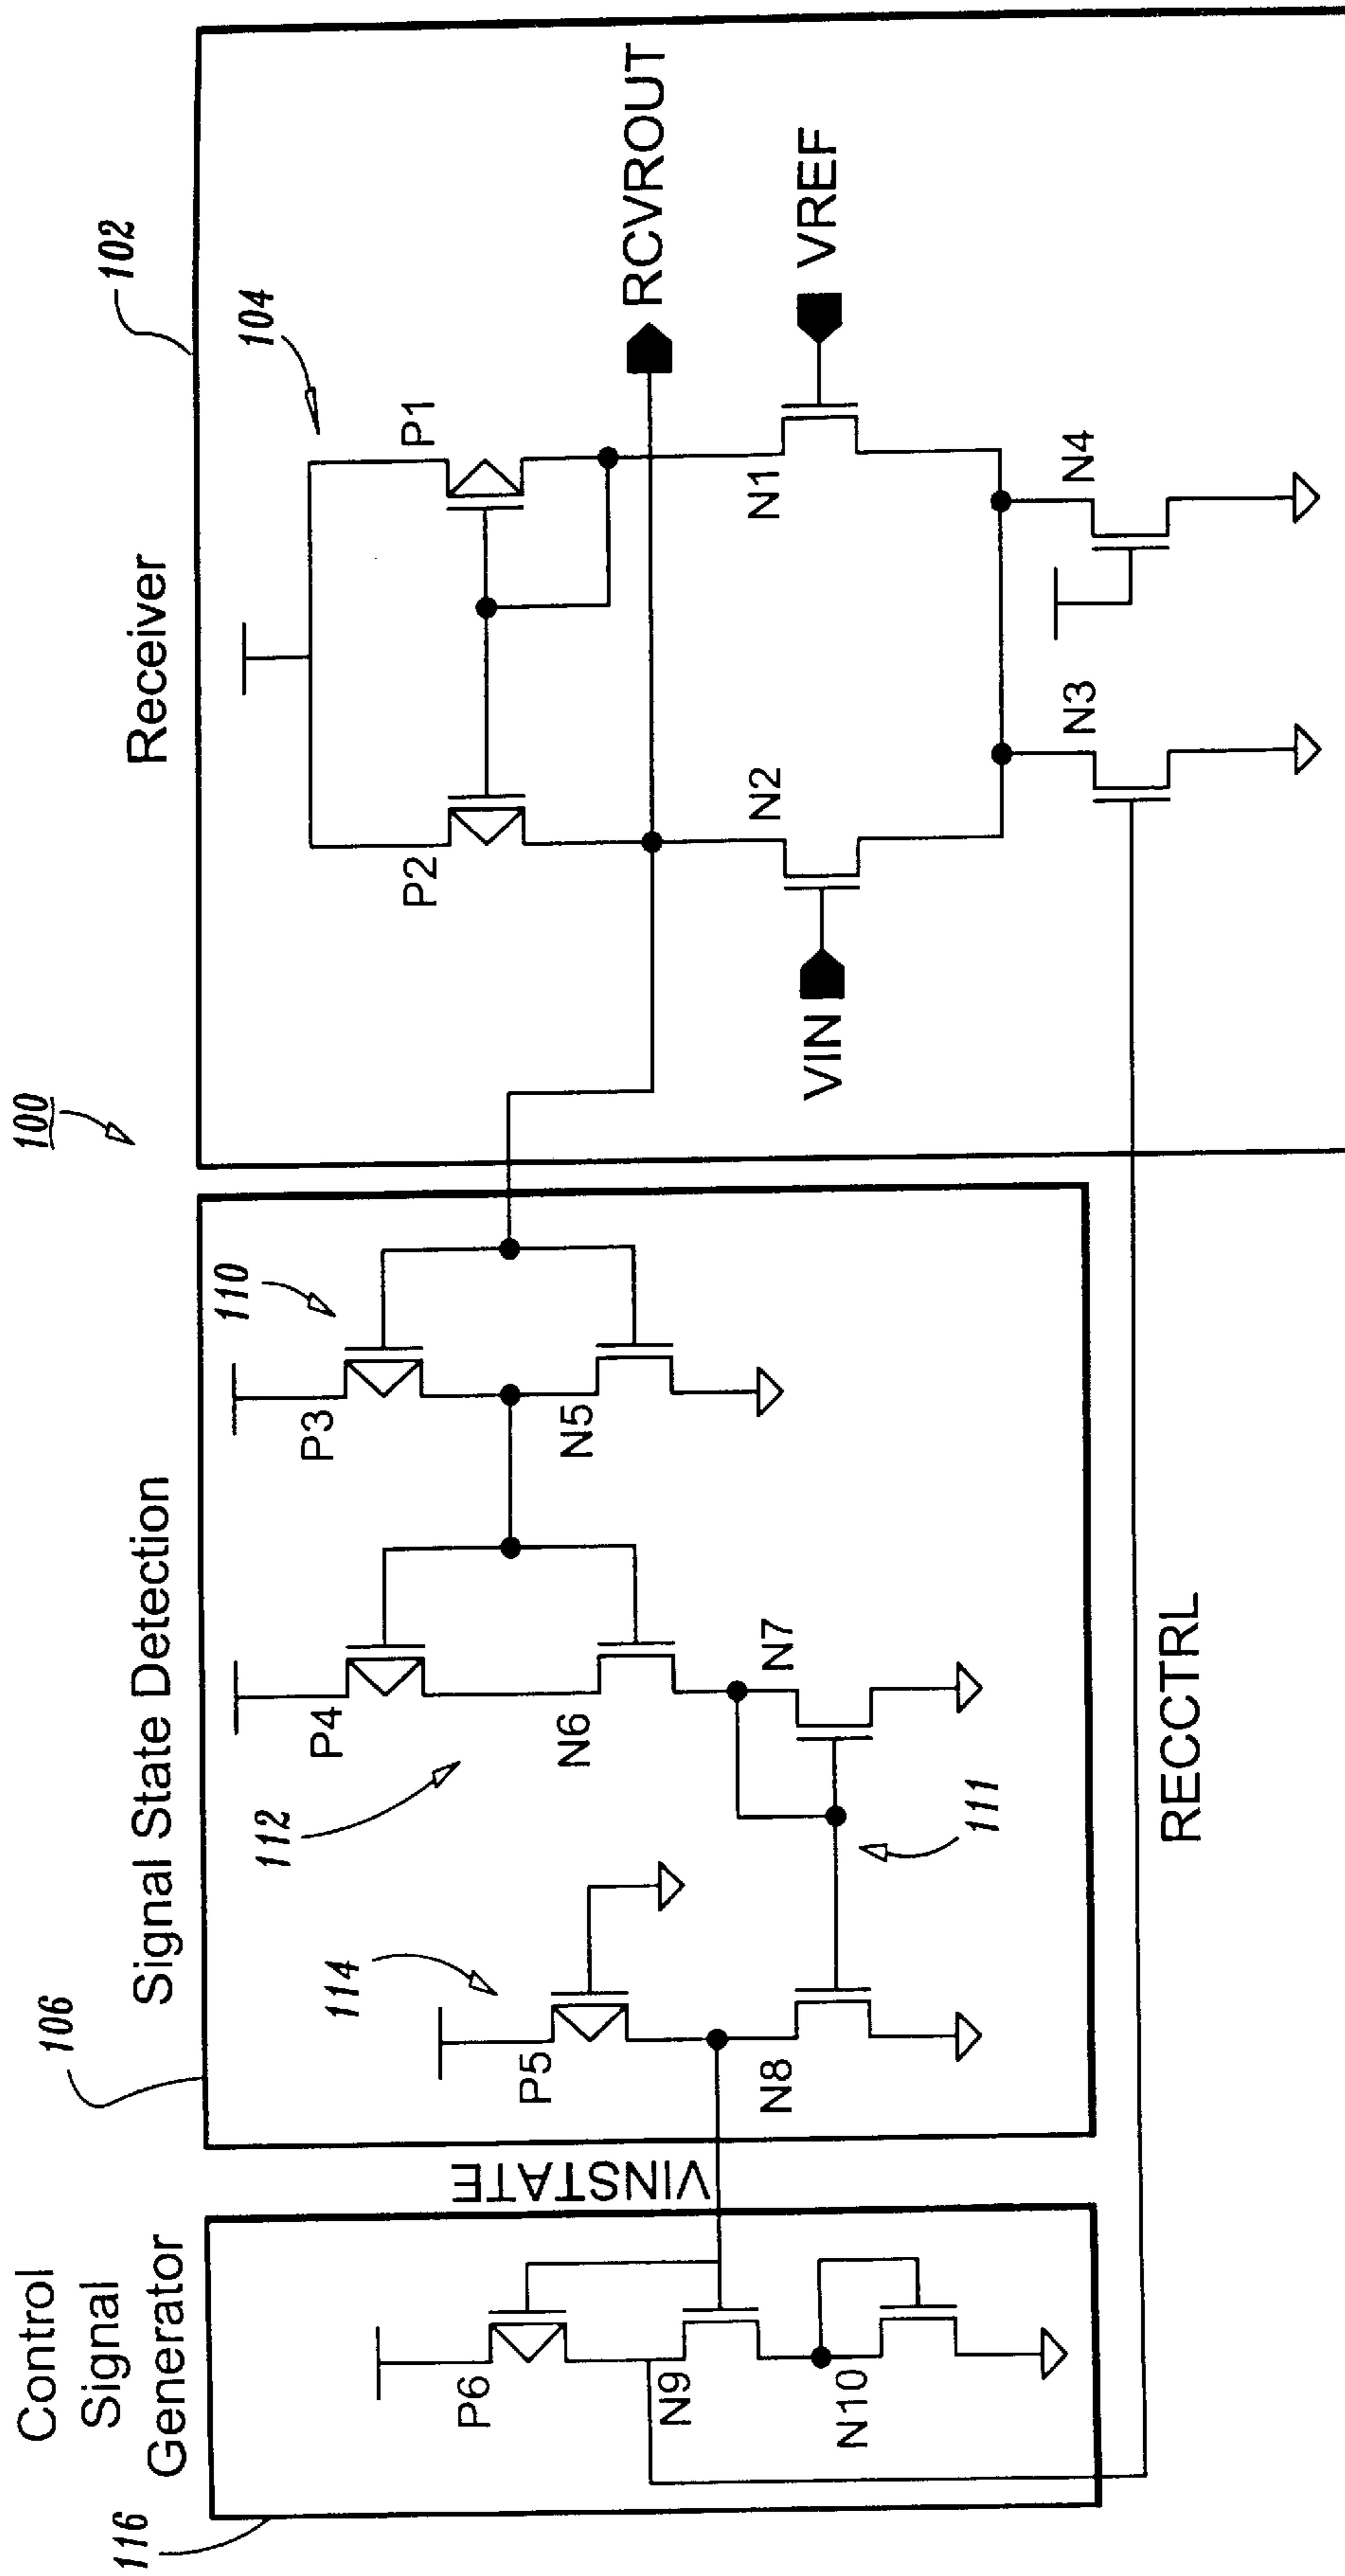 100
102
Receiver
104
P1
P2
RCVROUT
N1
VREF
N2
VIN
N3
N4
106
Signal State Detection
110
P3
N5
P4
112
N6
N7
111
114
P5
N8
VINSTATE
RECCTRL
Control
Signal
Generator
116
P6
N9
N10